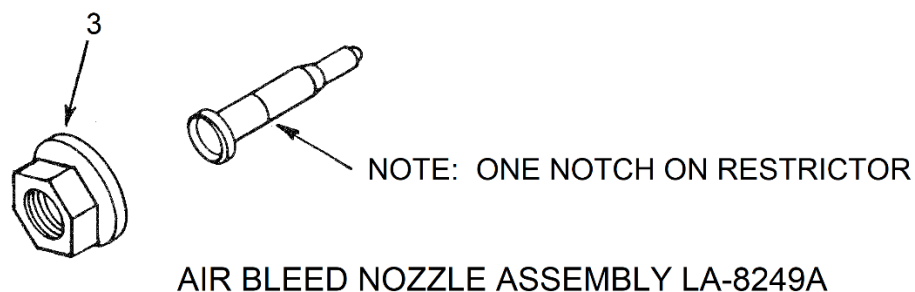 3
NOTE: ONE NOTCH ON RESTRICTOR
AIR BLEED NOZZLE ASSEMBLY LA-8249A